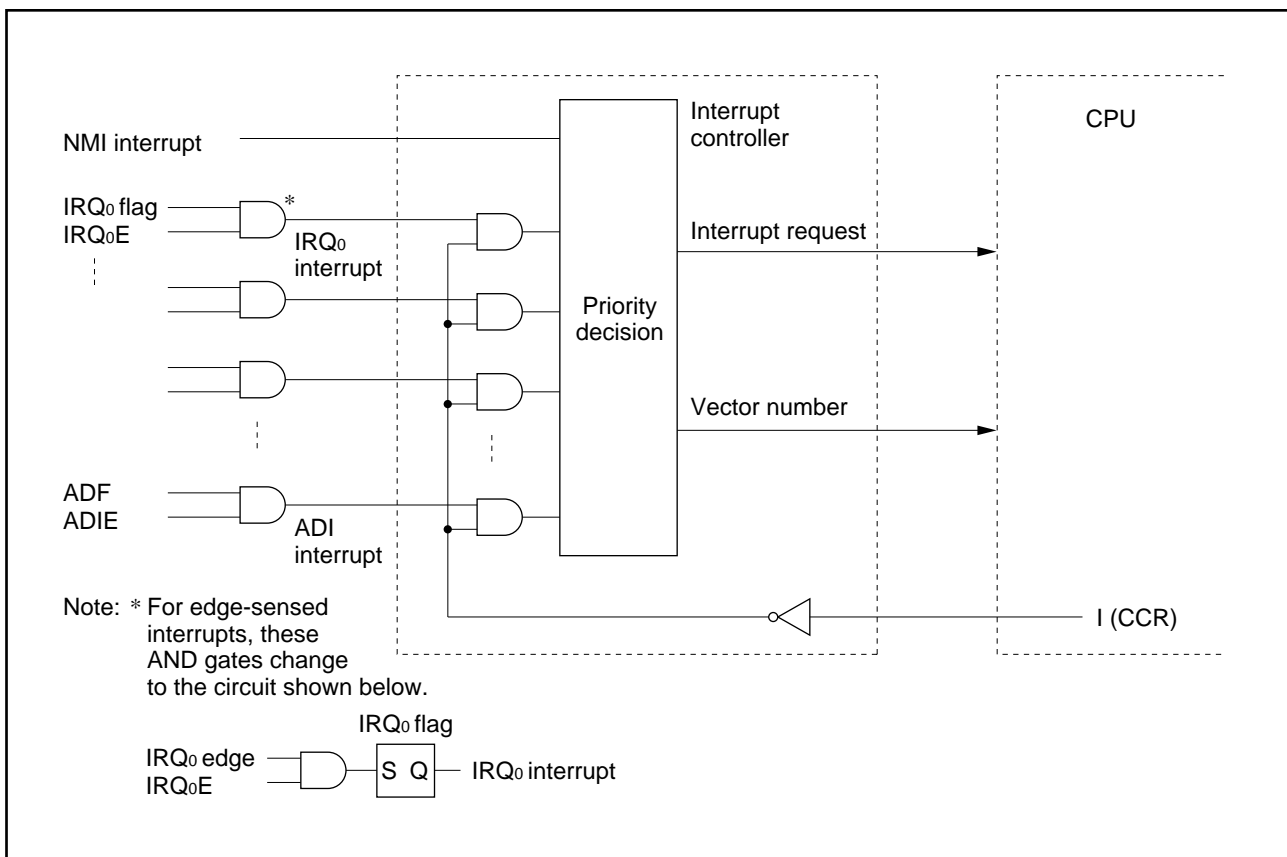 Interrupt
controller
CPU
NMI interrupt
IRQ₀ flag
IRQ₀E
*
IRQ₀
interrupt
Interrupt request
Priority
decision
Vector number
ADF
ADIE
ADI
interrupt
Note: * For edge-sensed
interrupts, these
AND gates change
to the circuit shown below.
I (CCR)
IRQ₀ flag
IRQ₀ edge
IRQ₀E
S Q
IRQ₀ interrupt